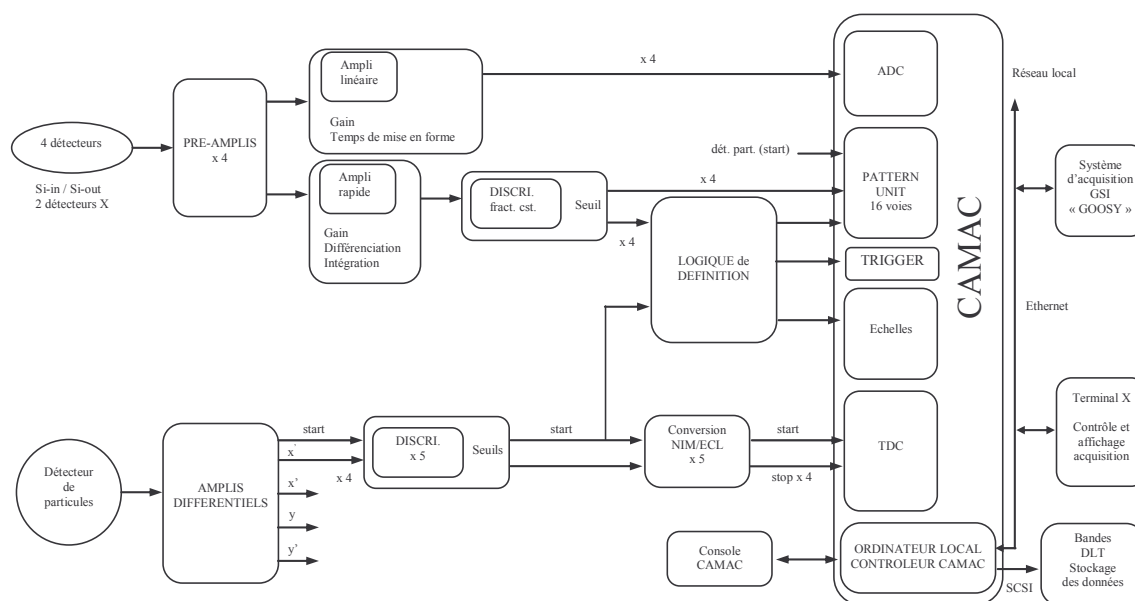 Ampli
linéaire
Gain
Temps de mise en forme
x 4
ADC
Réseau local
4 détecteurs
Si-in / Si-out
2 détecteurs X
PRE-AMPLIS
x 4
Ampli
rapide
Gain
Différenciation
Intégration
DISCRI.
fract. cst.
Seuil
x 4
x 4
dét. part. (start)
PATTERN
UNIT
16 voies
LOGIQUE de
DEFINITION
TRIGGER
Echelles
CAMAC
Système
d'acquisition
GSI
« GOOSY »
Ethernet
Détecteur
de
particules
AMPLIS
DIFFERENTIELS
start
x
x 4
x'
y
y'
DISCRI.
x 5
Seuils
start
Conversion
NIM/ECL
x 5
start
stop x 4
TDC
Terminal X
Contrôle et
affichage
acquisition
Console
CAMAC
ORDINATEUR LOCAL
CONTROLEUR CAMAC
SCSI
Bandes
DLT
Stockage
des données